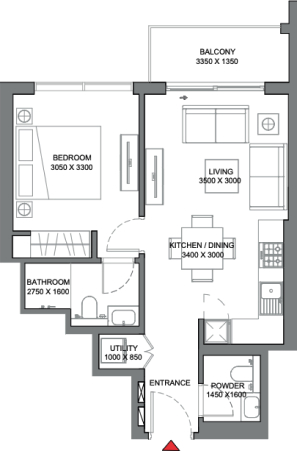 BALCONY
3350 X 1350
BEDROOM
3050 X 3300
LIVING
3500 X 3000
KITCHEN / DINING
3400 X 3000
BATHROOM
2750 X 1600
UTILITY
1000 X 850
ENTRANCE
POWDER
1450 X1600